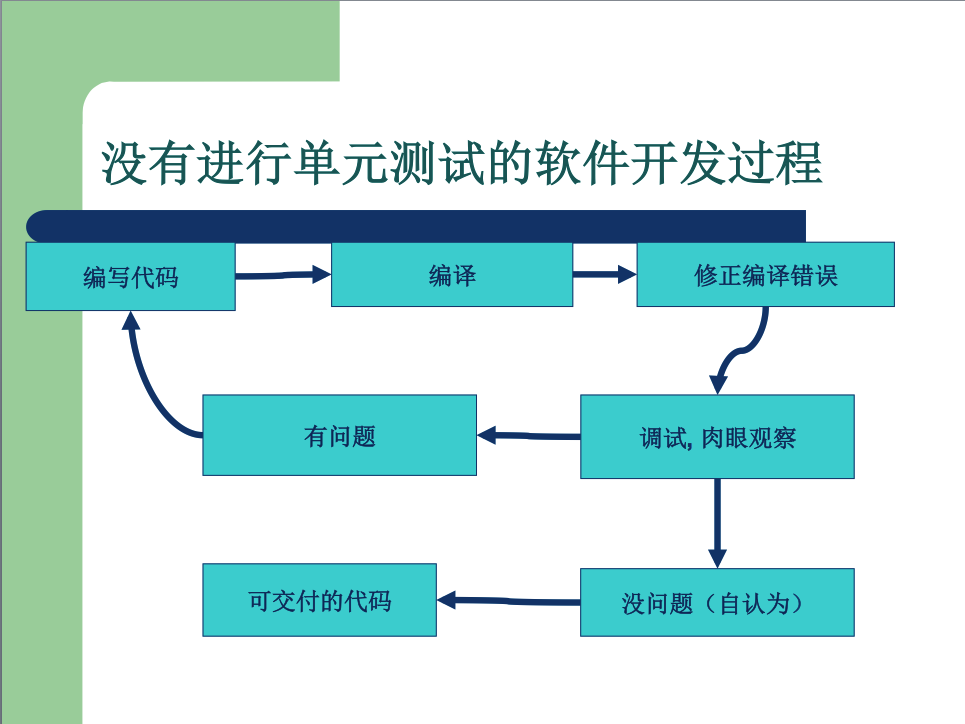 没有进行单元测试的软件开发过程
编写代码
编译
修正编译错误
有问题
调试, 肉眼观察
可交付的代码
没问题（自认为）